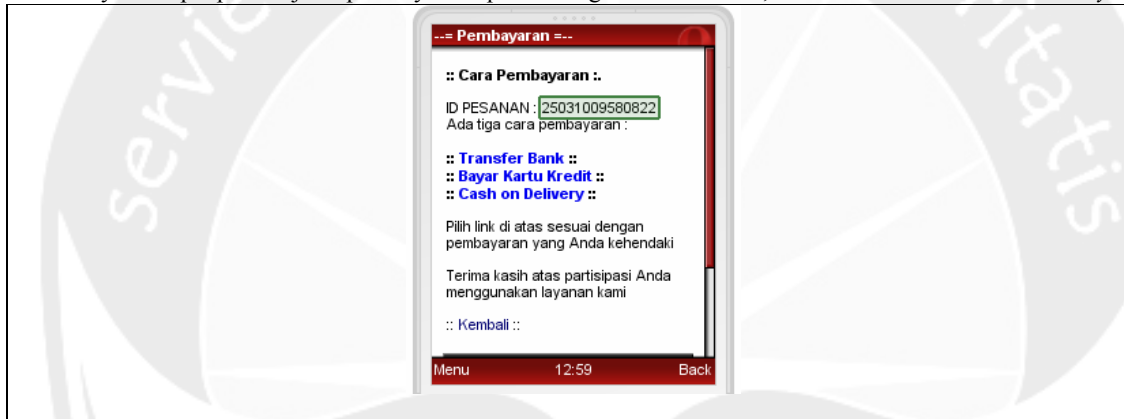 --= Pembayaran =--
:: Cara Pembayaran :.
ID PESANAN : 25031009580822
Ada tiga cara pembayaran :
:: Transfer Bank ::
:: Bayar Kartu Kredit ::
:: Cash on Delivery ::
Pilih link di atas sesuai dengan
pembayaran yang Anda kehendaki
Terima kasih atas partisipasi Anda
menggunakan layanan kami
:: Kembali ::
Menu 12:59 Back